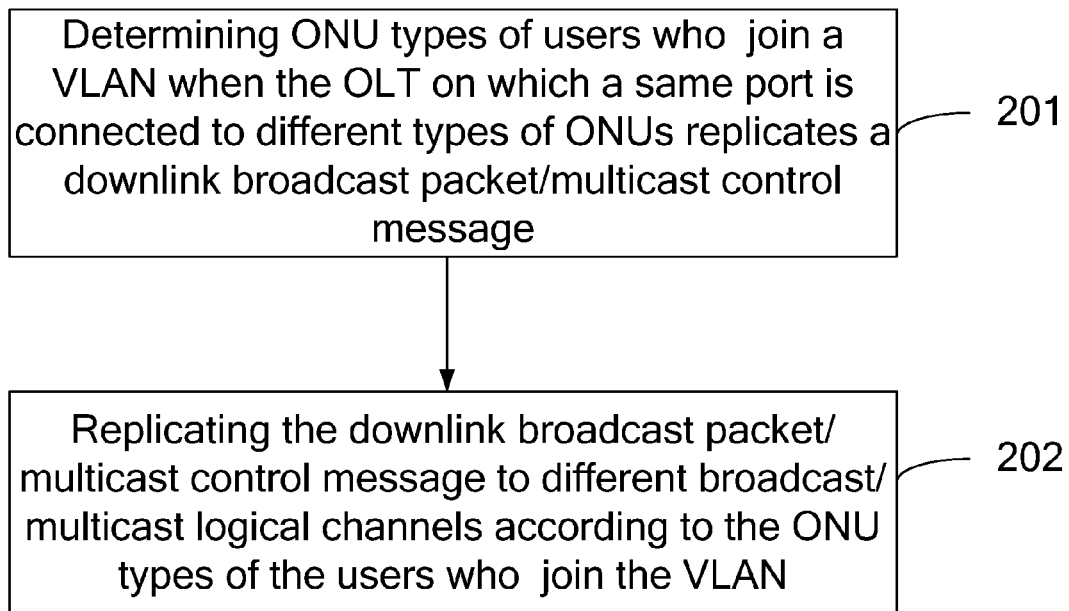 Determining ONU types of users who join a
VLAN when the OLT on which a same port is
connected to different types of ONUs replicates a
downlink broadcast packet/multicast control
message
201
Replicating the downlink broadcast packet/
multicast control message to different broadcast/
multicast logical channels according to the ONU
types of the users who join the VLAN
202